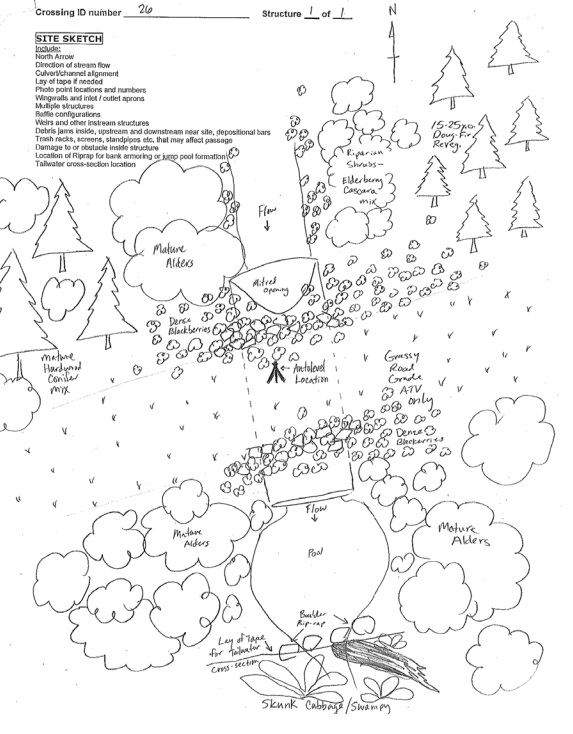 Crossing ID number 26 Structure 1 of 1
N
SITE SKETCH
Include:
North Arrow
Direction of stream flow
Culvert/channel alignment
Lay of tape if needed
Photo point locations and numbers
Wingwalls and inlet / outlet aprons
Multiple structures
Baffle configurations
Weirs and other instream structures
Debris jams inside, upstream and downstream near site, depositional bars
Trash racks, screens, standpipes etc. that may affect passage
Damage to or obstacle inside structure
Location of Riprap for bank armoring or jump pool formation
Tailwater cross-section location
15-25 y.o.
Doug-Fir
Reveg.
Riparian
Shrubs-
Elderberry
Cascara
mix
Flow
Mature
Alders
Mitred
opening
Dense
Blackberries
Mature
Hardwood
Conifer
mix
Autolevel
Location
Grassy
Road
Grade
ATV
only
Dense
Blackberries
Flow
Mature
Alders
Mature
Alders
Pool
Boulder
Rip-rap
Lay of Tape
for Tailwater
cross-section
Skunk Cabbage/Swampy